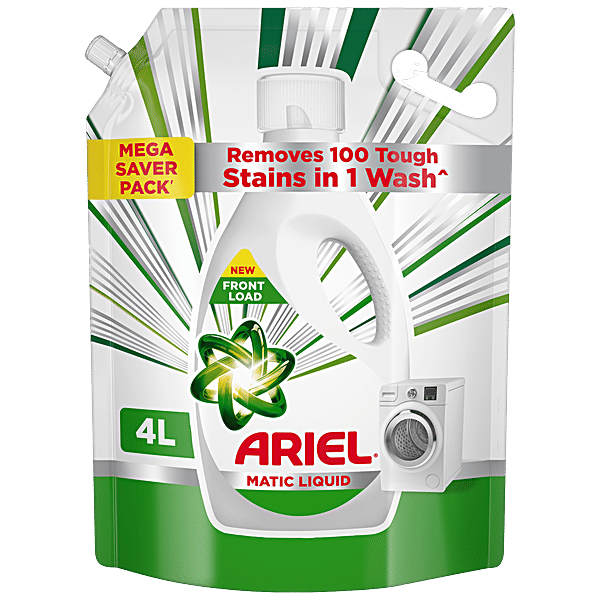 MEGA
SAVER
PACK'
Removes 100 Tough
Stains in 1 Wash^
NEW
FRONT
LOAD
4L
ARIEL®
MATIC LIQUID